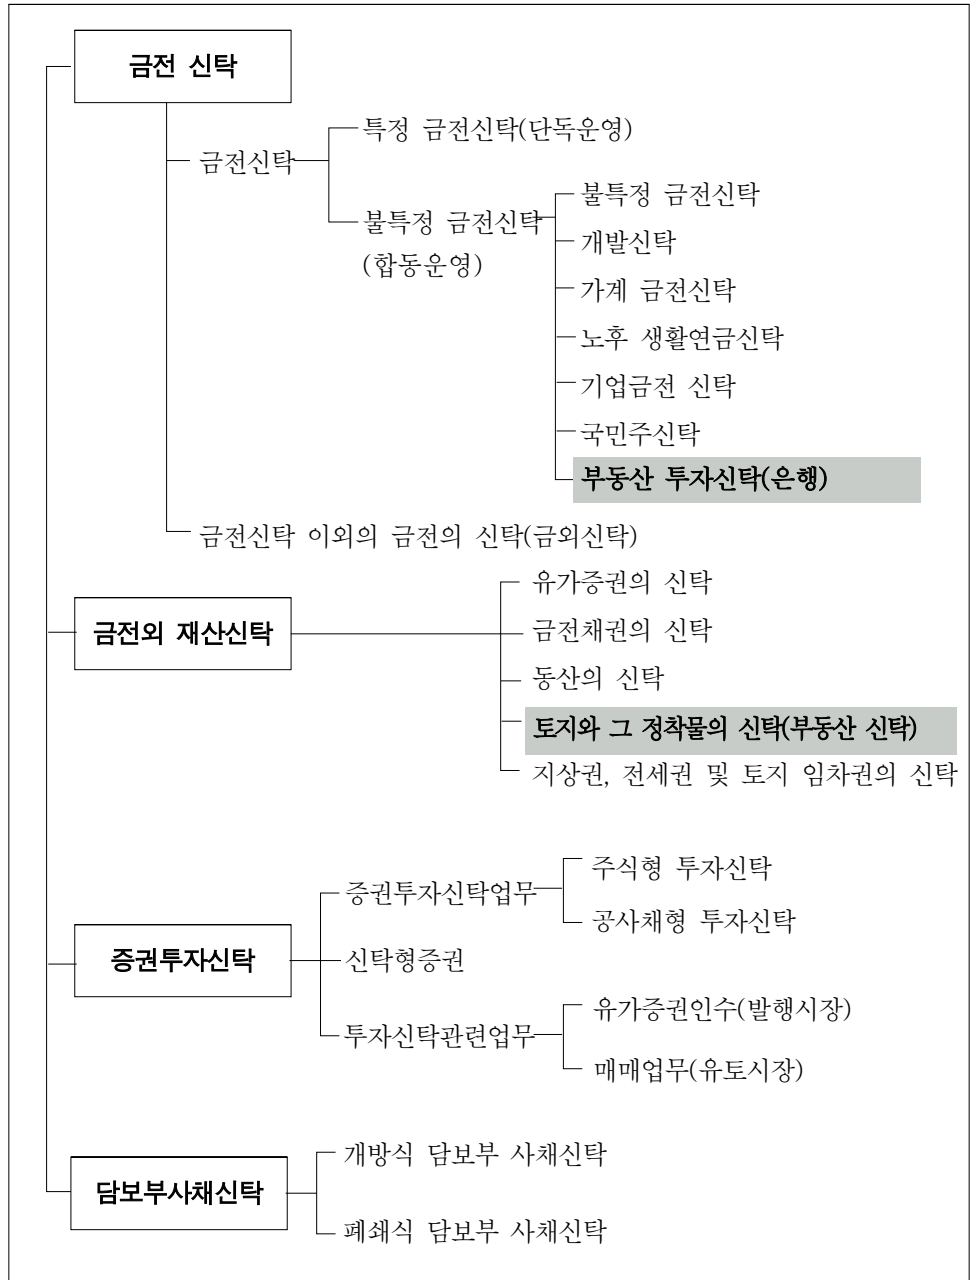 금전 신탁
특정 금전신탁(단독운영)
금전신탁
불특정 금전신탁
불특정 금전신탁
(합동운영)
개발신탁
가계 금전신탁
노후 생활연금신탁
기업금전 신탁
국민주신탁
부동산 투자신탁(은행)
금전신탁 이외의 금전의 신탁(금외신탁)
금전외 재산신탁
유가증권의 신탁
금전채권의 신탁
동산의 신탁
토지와 그 정착물의 신탁(부동산 신탁)
지상권, 전세권 및 토지 임차권의 신탁
증권투자신탁
증권투자신탁업무
주식형 투자신탁
공사채형 투자신탁
신탁형증권
투자신탁관련업무
유가증권인수(발행시장)
매매업무(유토시장)
담보부사채신탁
개방식 담보부 사채신탁
폐쇄식 담보부 사채신탁